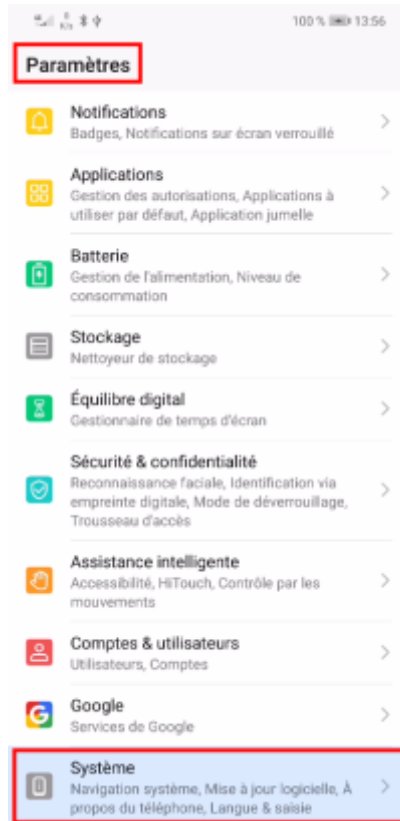 100 % 13:56
Paramètres
Notifications
Badges, Notifications sur écran verrouillé
Applications
Gestion des autorisations, Applications à
utiliser par défaut, Application jumelle
Batterie
Gestion de l'alimentation, Niveau de
consommation
Stockage
Nettoyeur de stockage
Équilibre digital
Gestionnaire de temps d'écran
Sécurité & confidentialité
Reconnaissance faciale, Identification via
empreinte digitale, Mode de déverrouillage,
Trousseau d'accès
Assistance intelligente
Accessibilité, HiTouch, Contrôle par les
mouvements
Comptes & utilisateurs
Utilisateurs, Comptes
Google
Services de Google
Système
Navigation système, Mise à jour logicielle, À
propos du téléphone, Langue & saisie